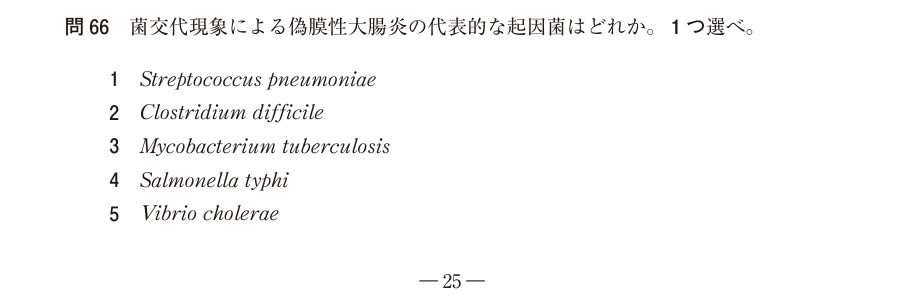 問 66 菌交代現象による偽膜性大腸炎の代表的な起因菌はどれか。1つ選べ。
1 Streptococcus pneumoniae
2 Clostridium difficile
3 Mycobacterium tuberculosis
4 Salmonella typhi
5 Vibrio cholerae
— 25 —